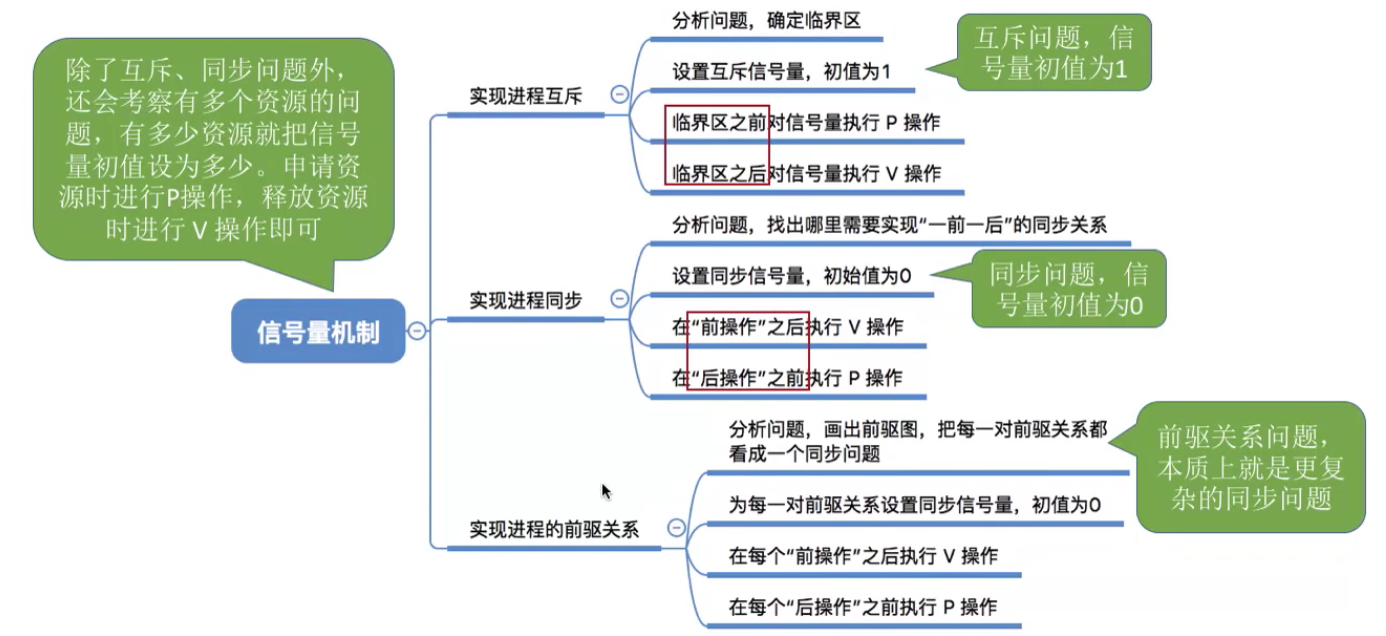 除了互斥、同步问题外，
还会考察有多个资源的问
题，有多少资源就把信号
量初值设为多少。申请资
源时进行P操作，释放资源
时进行 V 操作即可
信号量机制
实现进程互斥
分析问题，确定临界区
设置互斥信号量，初值为1
互斥问题，信
号量初值为1
临界区之前对信号量执行 P 操作
临界区之后对信号量执行 V 操作
实现进程同步
分析问题，找出哪里需要实现“一前一后”的同步关系
设置同步信号量，初始值为0
同步问题，信
号量初值为0
在“前操作”之后执行 V 操作
在“后操作”之前执行 P 操作
实现进程的前驱关系
分析问题，画出前驱图，把每一对前驱关系都
看成一个同步问题
前驱关系问题，
本质上就是更复
杂的同步问题
为每一对前驱关系设置同步信号量，初值为0
在每个“前操作”之后执行 V 操作
在每个“后操作”之前执行 P 操作